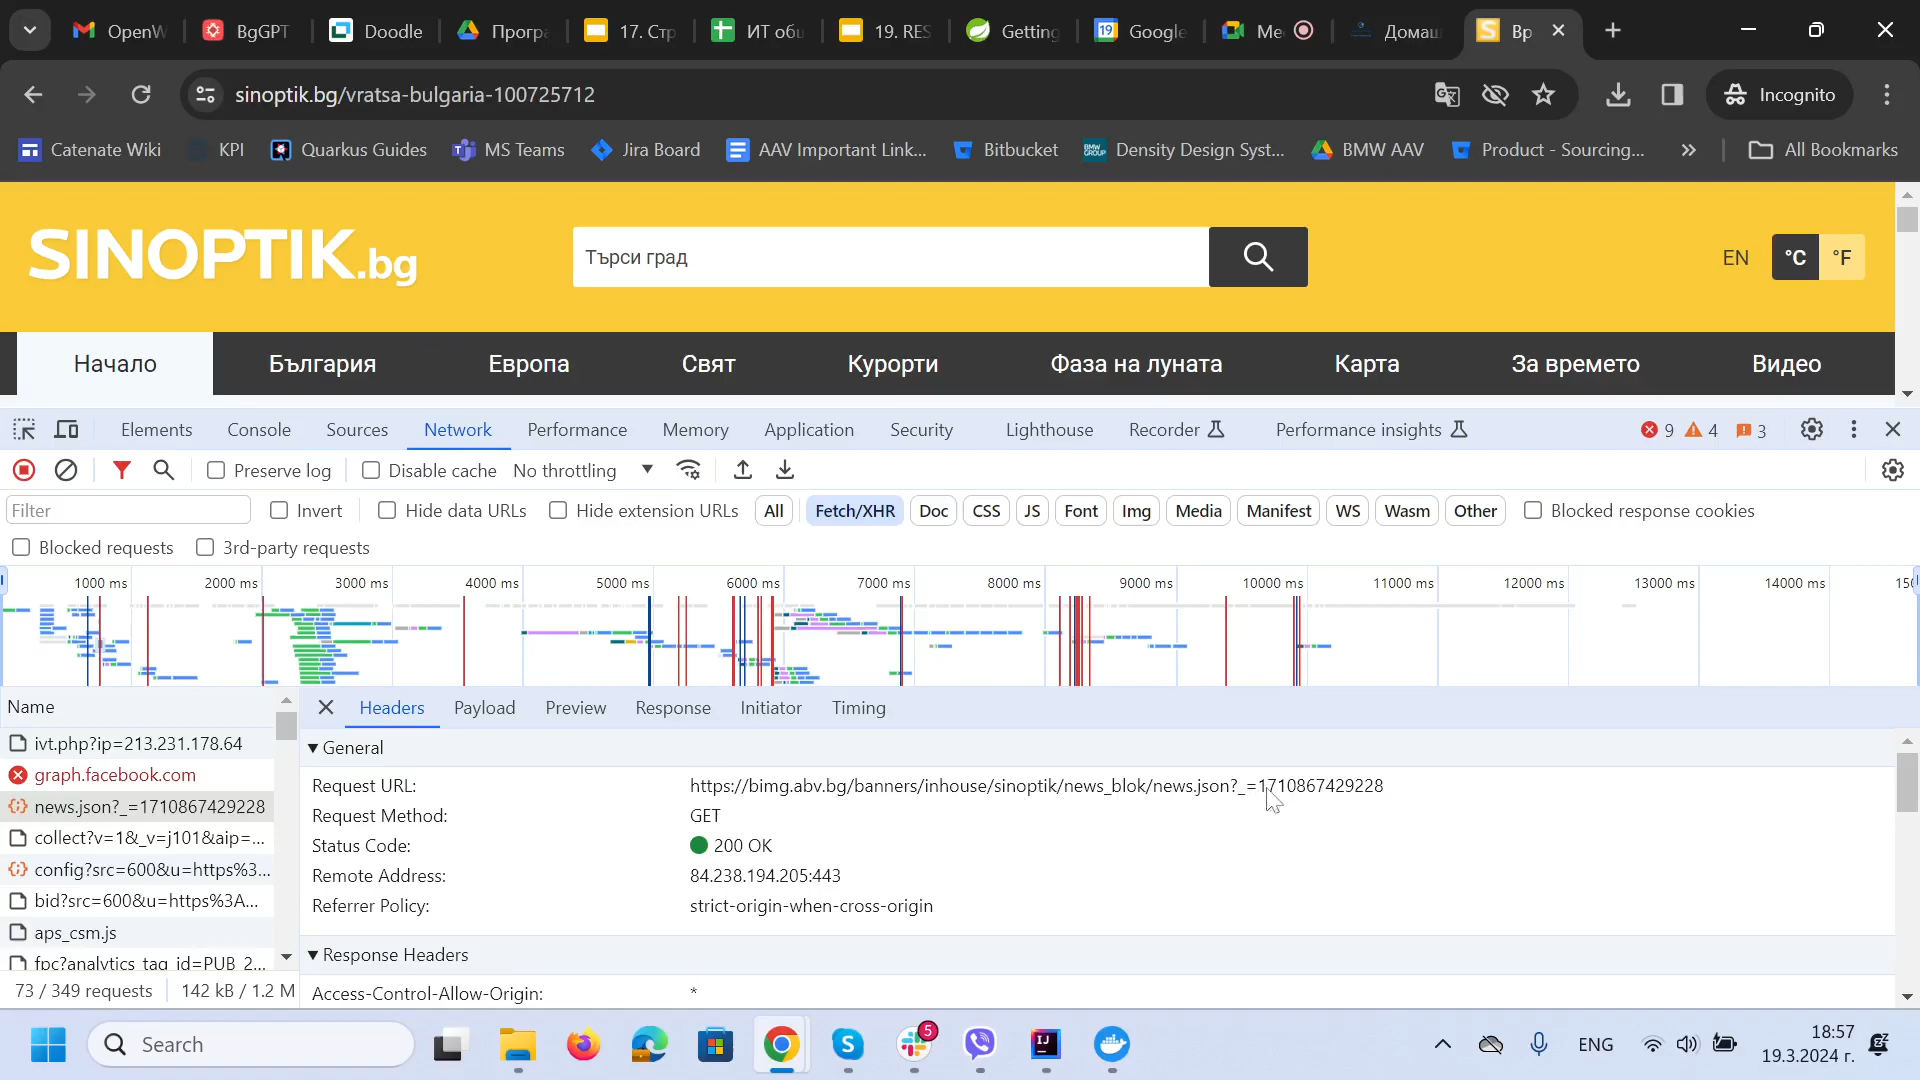 OpenW
BgGPT
Doodle
Програ
17. Стр
ИТ общ
19. RES
Getting
19
Google
Me
Домаш
S
Вр
sinoptik.bg/vratsa-bulgaria-100725712
Incognito
Catenate Wiki
KPI
Quarkus Guides
MS Teams
Jira Board
AAV Important Link...
Bitbucket
BMW GROUP
Density Design Syst...
BMW AAV
Product - Sourcing...
All Bookmarks
SINOPTIK.bg
Търси град
EN
°C
°F
Начало
България
Европа
Свят
Курорти
Фаза на луната
Карта
За времето
Видео
Elements
Console
Sources
Network
Performance
Memory
Application
Security
Lighthouse
Recorder
Performance insights
9
4
3
Preserve log
Disable cache
No throttling
Filter
Invert
Hide data URLs
Hide extension URLs
All
Fetch/XHR
Doc
CSS
JS
Font
Img
Media
Manifest
WS
Wasm
Other
Blocked response cookies
Blocked requests
3rd-party requests
1000 ms
2000 ms
3000 ms
4000 ms
5000 ms
6000 ms
7000 ms
8000 ms
9000 ms
10000 ms
11000 ms
12000 ms
13000 ms
14000 ms
Name
Headers
Payload
Preview
Response
Initiator
Timing
ivt.php?ip=213.231.178.64
graph.facebook.com
news.json?_=1710867429228
collect?v=1&_v=j101&aip=...
config?src=600&u=https%3...
bid?src=600&u=https%3A...
aps_csm.js
fpc?analytics_tag_id=PUB_2...
73 / 349 requests
142 kB / 1.2 M
General
Request URL:
https://bimg.abv.bg/banners/inhouse/sinoptik/news_blok/news.json?_=1710867429228
Request Method:
GET
Status Code:
200 OK
Remote Address:
84.238.194.205:443
Referrer Policy:
strict-origin-when-cross-origin
Response Headers
Access-Control-Allow-Origin:
*
Search
5
ENG
18:57
19.3.2024 г.